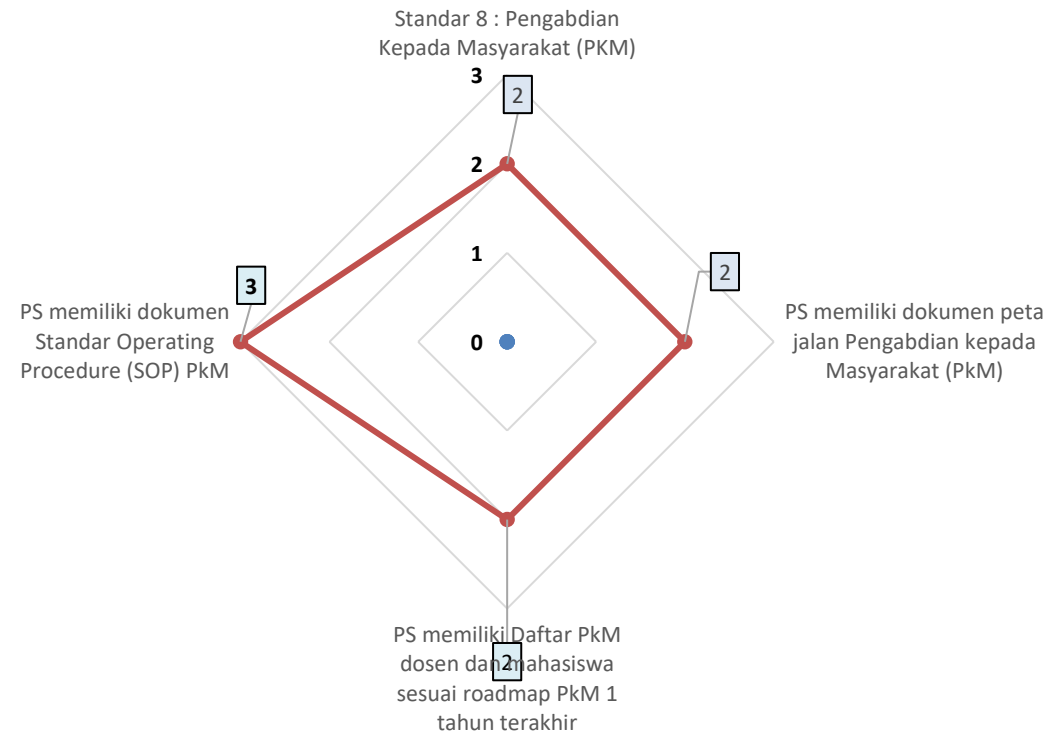 Standar 8 : Pengabdian
Kepada Masyarakat (PKM)
3
2
2
1
0
2
PS memiliki dokumen peta
jalan Pengabdian kepada
Masyarakat (PkM)
3
PS memiliki dokumen
Standar Operating
Procedure (SOP) PkM
PS memiliki Daftar PkM
dosen dan mahasiswa
2
sesuai roadmap PkM 1
tahun terakhir